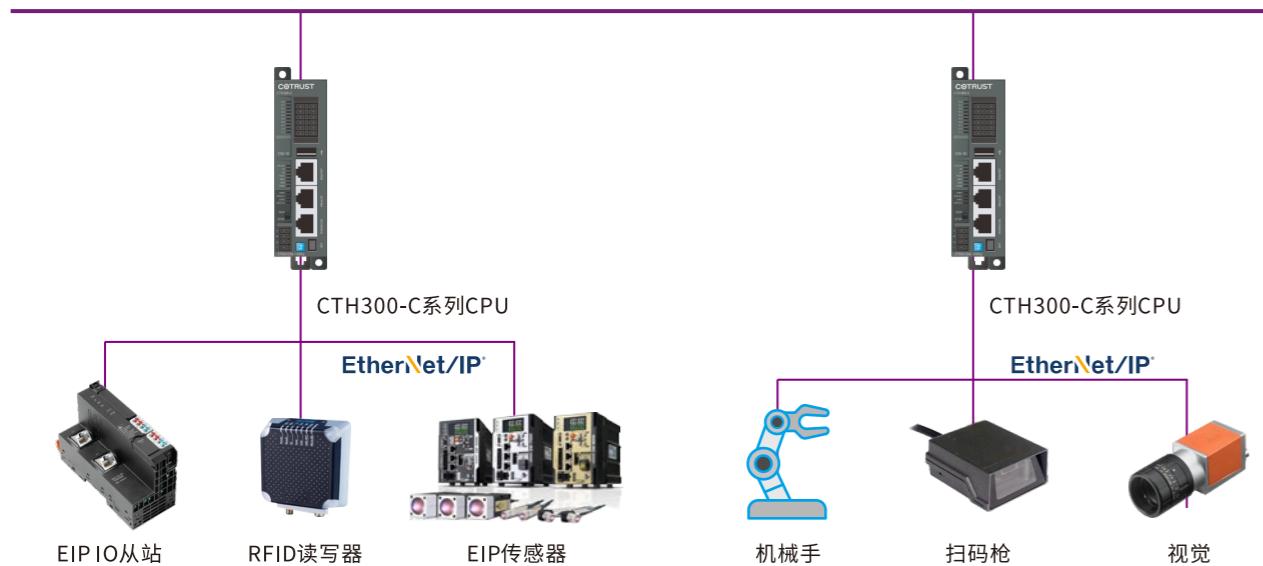 COTRUST
COTRUST
CTH300-C系列CPU
CTH300-C系列CPU
EtherNet/IP
EtherNet/IP
EIP IO从站
RFID读写器
EIP传感器
机械手
扫码枪
视觉